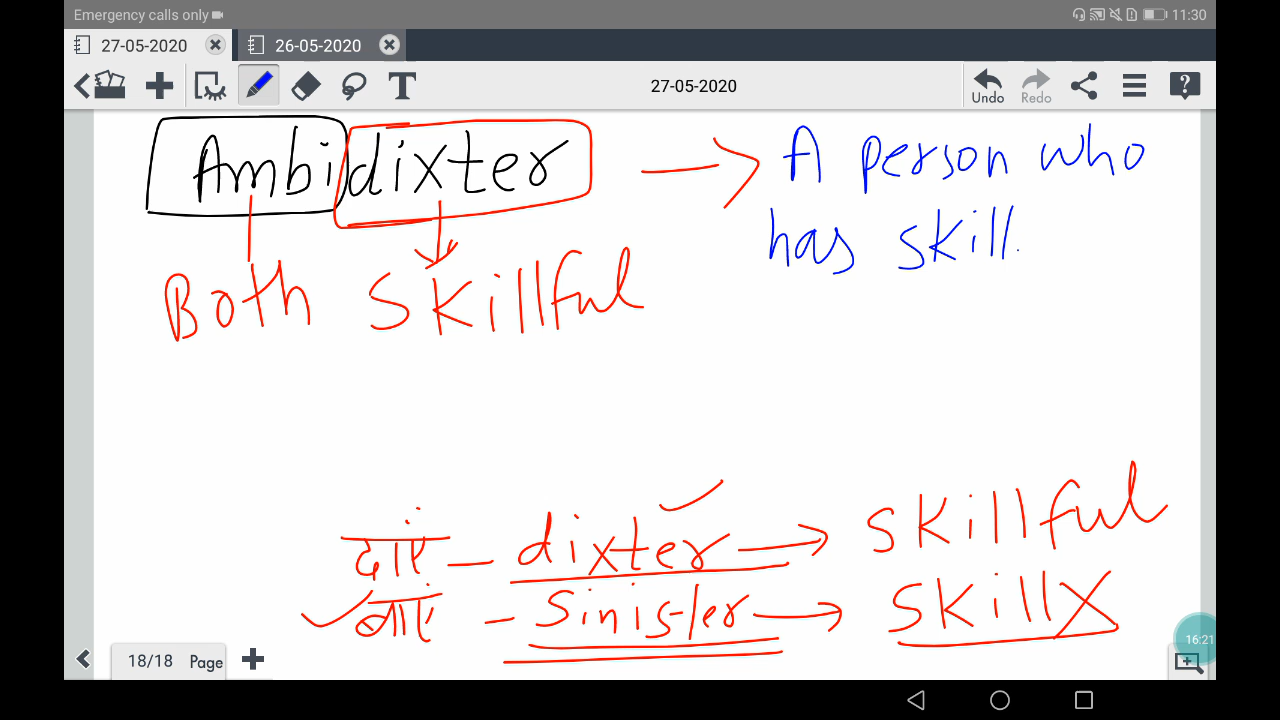 Emergency calls only
11:30
27-05-2020
26-05-2020
27-05-2020
Undo
Redo
Ambidixter
A person who
has skill
Both Skillful
दाएं - dixter
skillful
बाएं - Sinister
skill X
16:21
18/18 Page